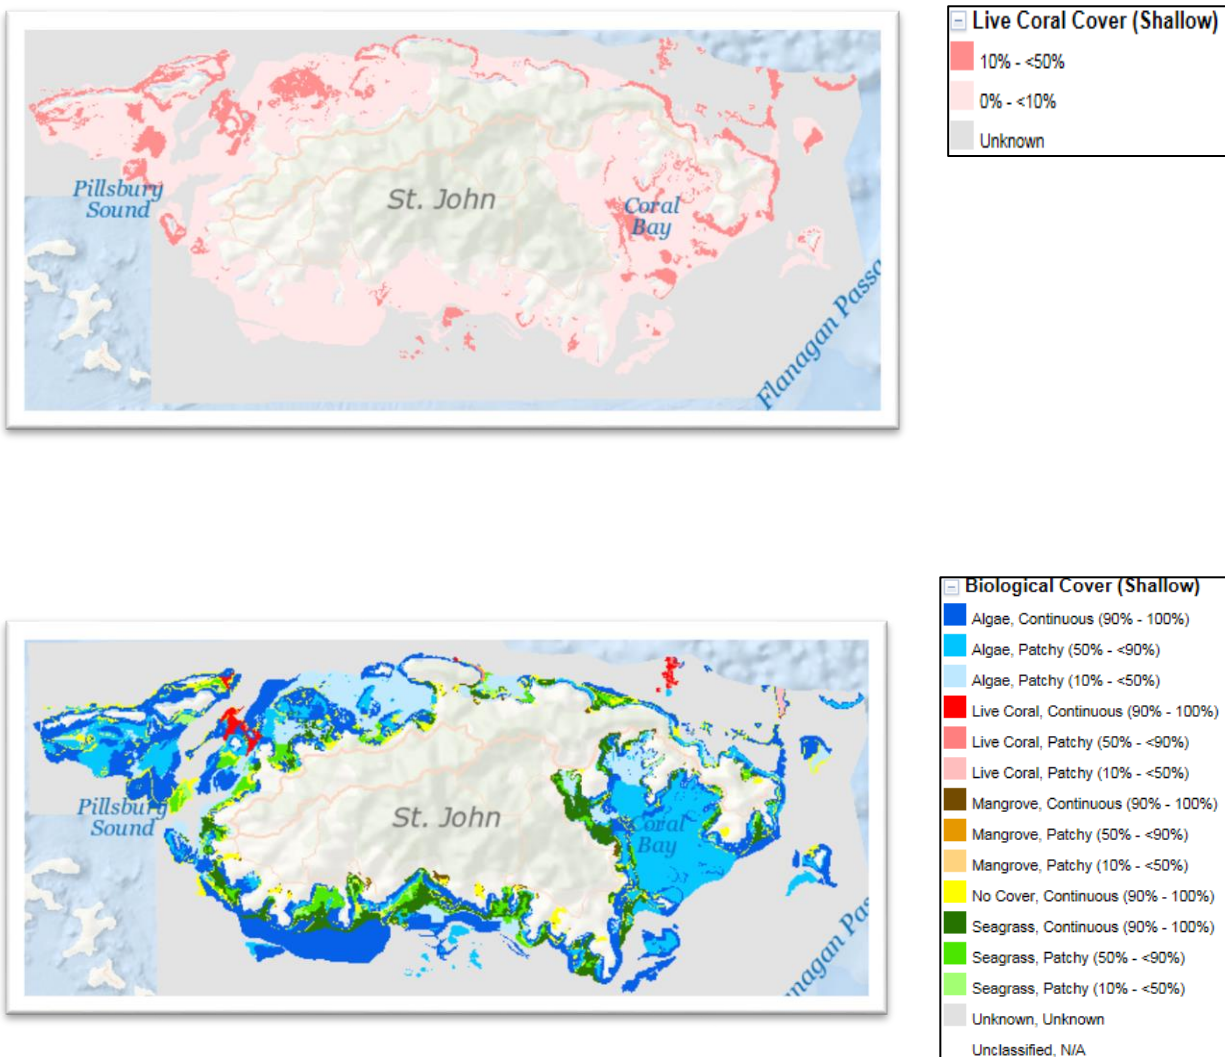 Live Coral Cover (Shallow)
10% - <50%
0% - <10%
Unknown
Pillsbury
Sound
St. John
Coral
Bay
Flanagan Passa
Biological Cover (Shallow)
Algae, Continuous (90% - 100%)
Algae, Patchy (50% - <90%)
Algae, Patchy (10% - <50%)
Live Coral, Continuous (90% - 100%)
Live Coral, Patchy (50% - <90%)
Live Coral, Patchy (10% - <50%)
Mangrove, Continuous (90% - 100%)
Mangrove, Patchy (50% - <90%)
Mangrove, Patchy (10% - <50%)
No Cover, Continuous (90% - 100%)
Seagrass, Continuous (90% - 100%)
Seagrass, Patchy (50% - <90%)
Seagrass, Patchy (10% - <50%)
Unknown, Unknown
Unclassified, N/A
Pillsbury
Sound
St. John
Coral
Bay
anagan Pas